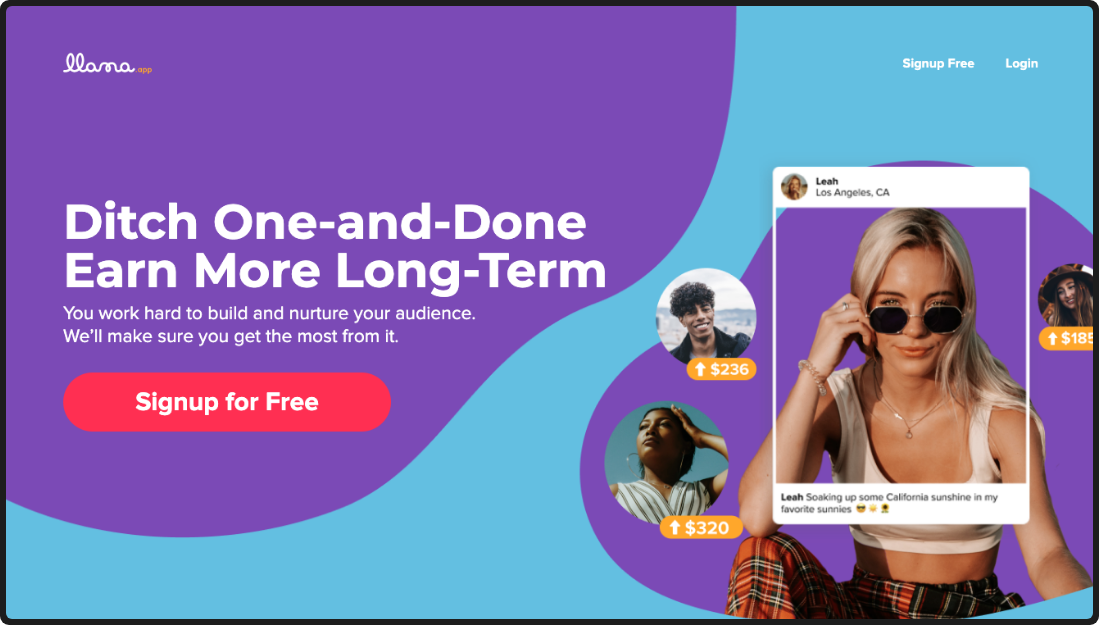 llama.app
Signup Free
Login
Ditch One-and-Done
Earn More Long-Term
You work hard to build and nurture your audience.
We'll make sure you get the most from it.
Signup for Free
Leah
Los Angeles, CA
$236
$185
$320
Leah Soaking up some California sunshine in my
favorite sunnies 😎 🌞 🌻